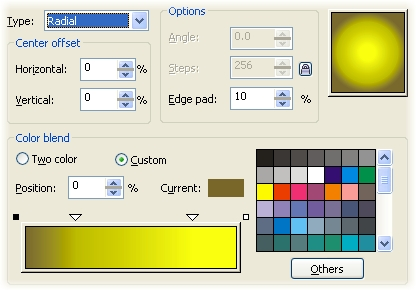 Type: Radial
Options
Angle: 0.0
Center offset
Steps: 256
Horizontal: 0 %
Vertical: 0 %
Edge pad: 10 %
Color blend
Two color
Custom
Position: 0 %
Current:
Others